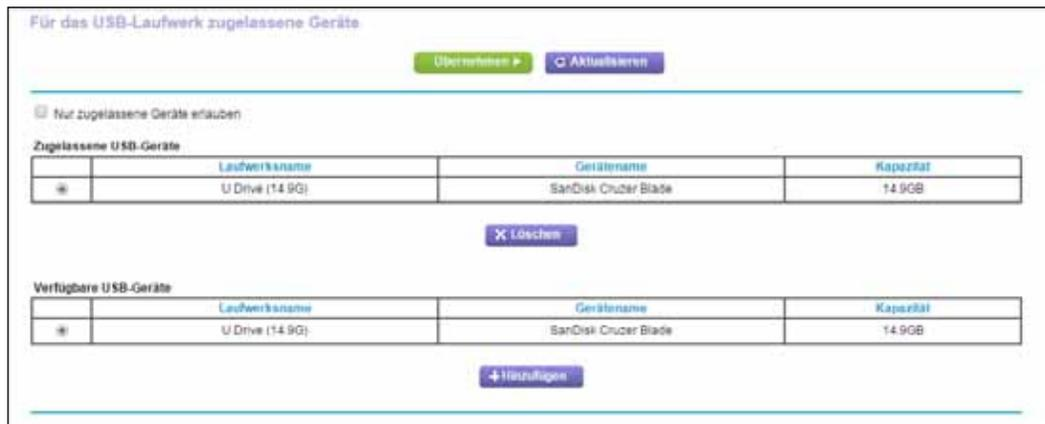 Für das USB-Laufwerk zugelassene Geräte
Übernehmen Aktualisieren
Nur zugelassene Geräte erlauben
Zugelassene USB-Geräte
Laufwerksname Gerätename Kapazität
U Drive (14.9G) SanDisk Cruzer Blade 14.9GB
Löschen
Verfügbare USB-Geräte
Laufwerksname Gerätename Kapazität
U Drive (14.9G) SanDisk Cruzer Blade 14.9GB
Hinzufügen